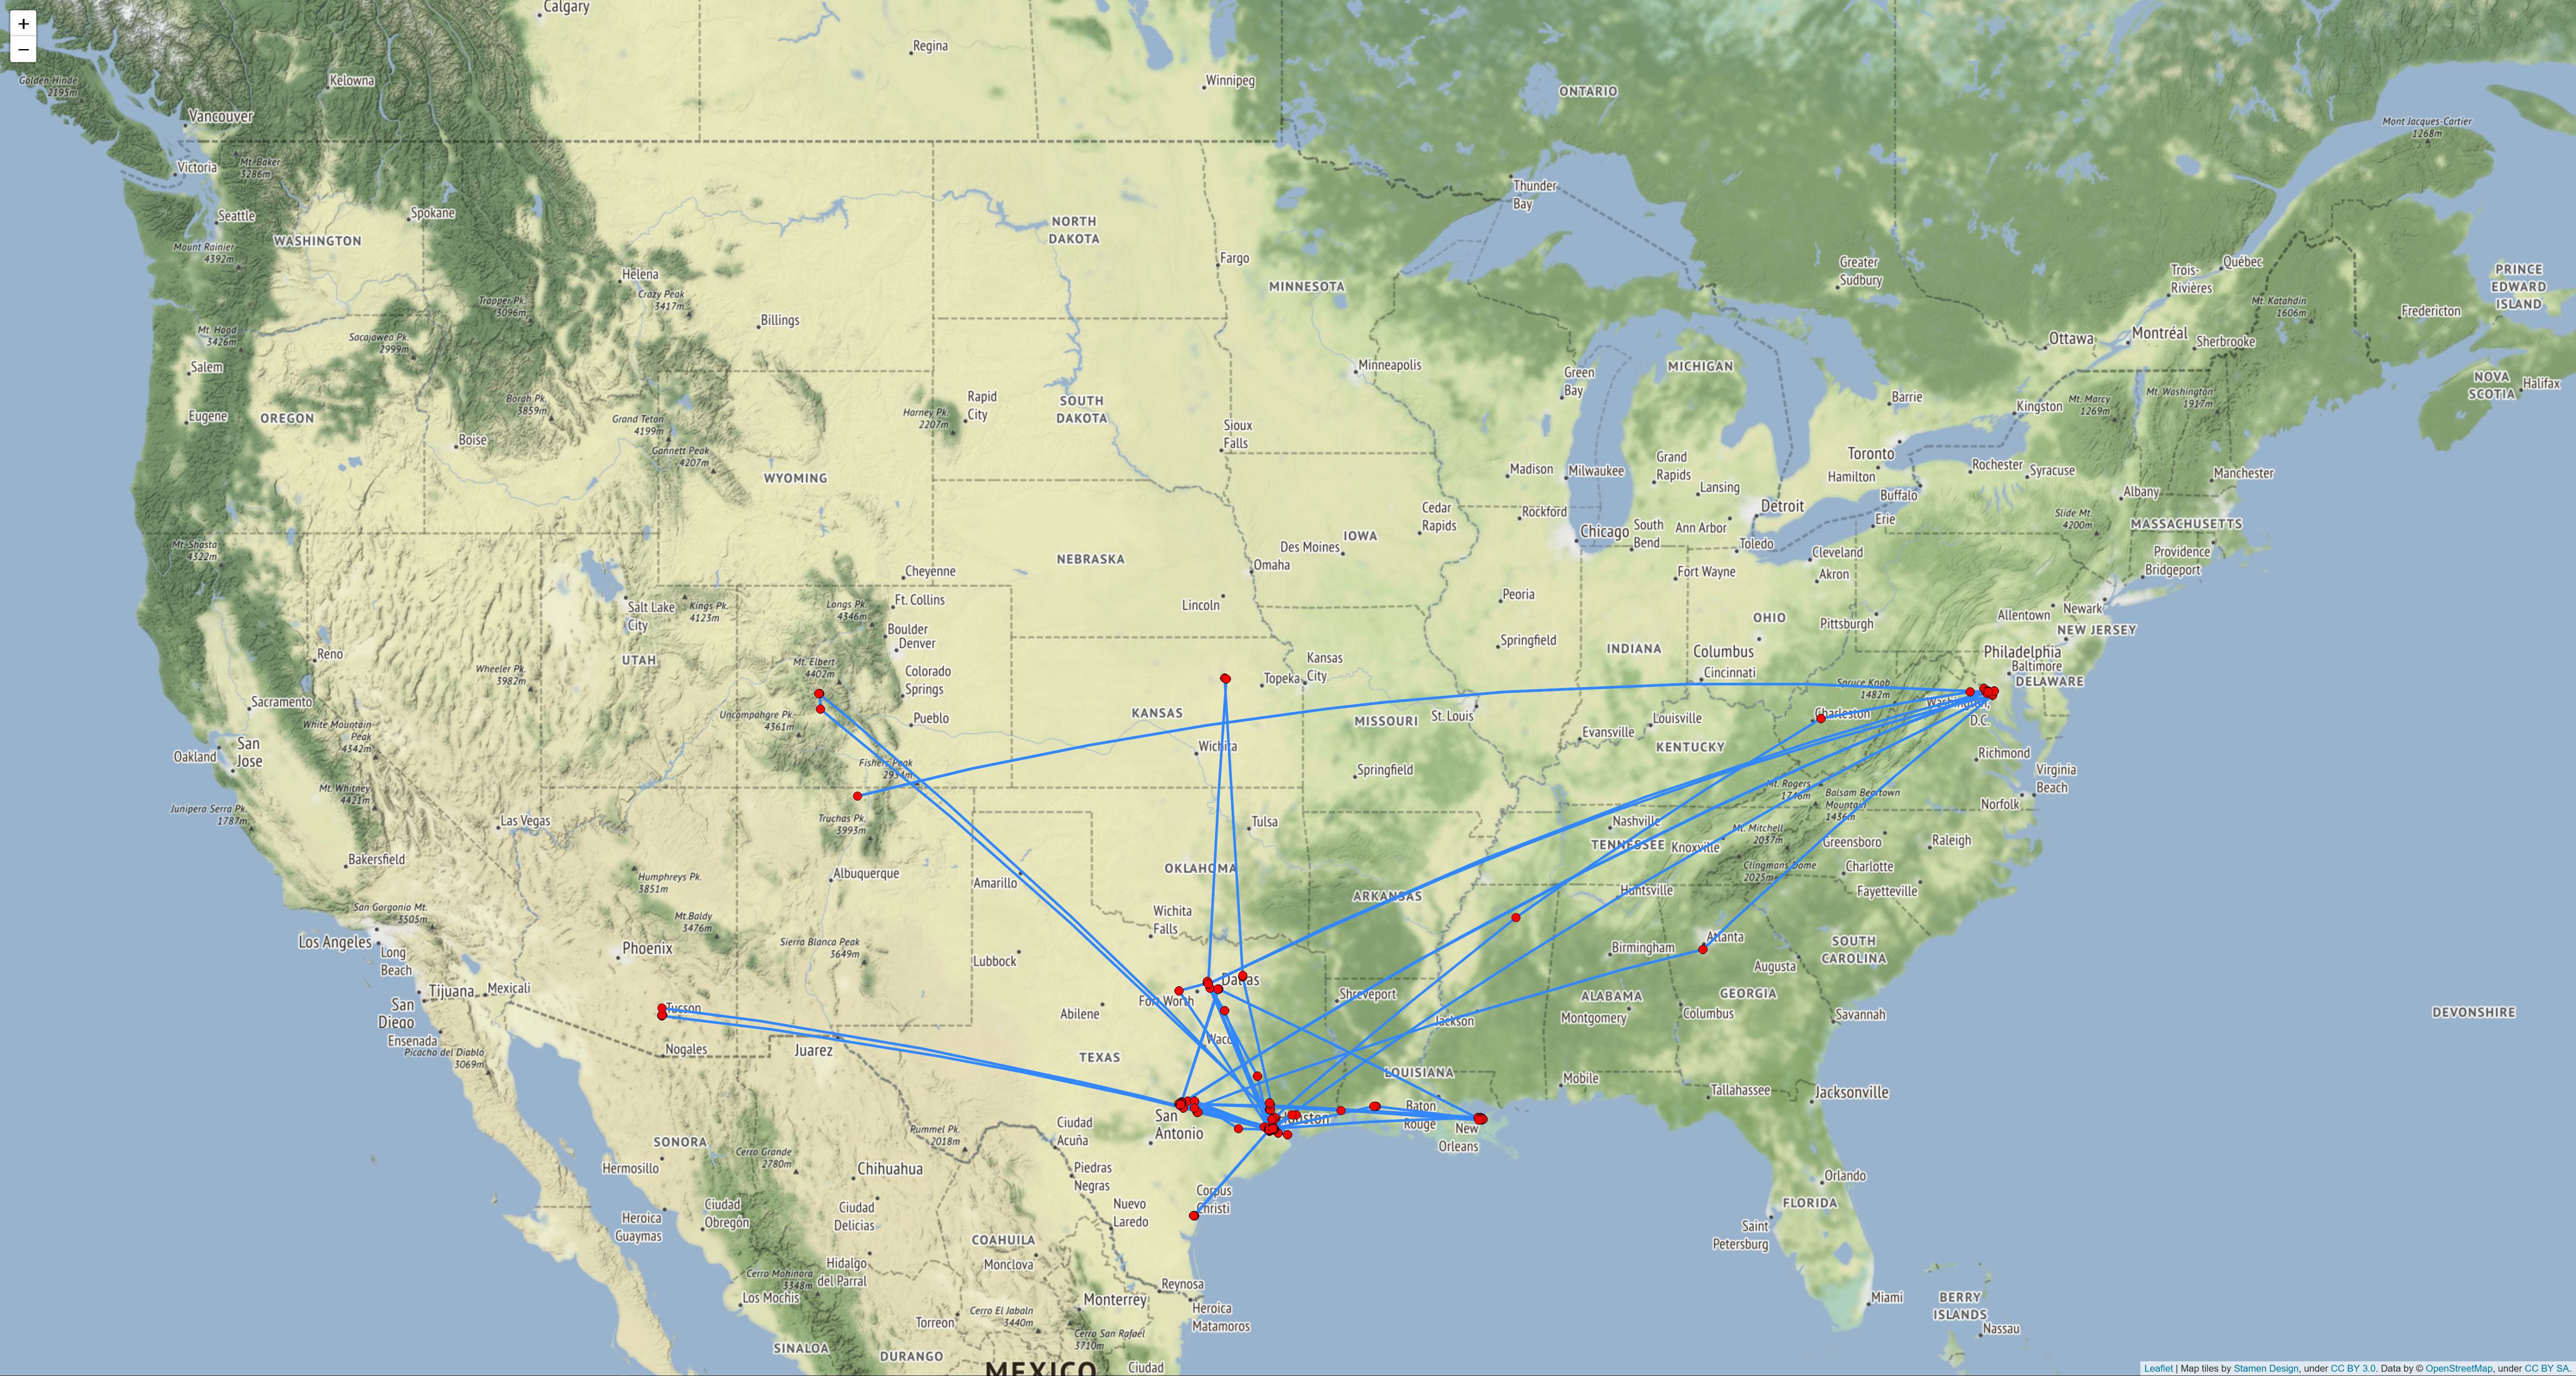 +
−
Calgary
Regina
Winnipeg
Kelowna
Golden Hinde
2195m
ONTARIO
Vancouver
Mont Jacques-Cartier
1268m
Victoria
Mt. Baker
3286m
Thunder
Bay
Seattle
Spokane
WASHINGTON
NORTH
DAKOTA
Mount Rainier
4392m
Fargo
Helena
Greater
Sudbury
Trois-
Rivières
Québec
PRINCE
EDWARD
ISLAND
MINNESOTA
Trapper Pk.
3096m
Crazy Peak
3417m
Mt. Katahdin
1606m
Fredericton
Billings
Mt. Hood
3426m
Sacajawea Pk.
2999m
Ottawa
Montréal
Sherbrooke
Salem
Minneapolis
MICHIGAN
Green
Bay
NOVA
SCOTIA
Halifax
Eugene
OREGON
Borah Pk.
3859m
Grand Teton
4199m
Harney Pk.
2207m
Rapid
City
SOUTH
DAKOTA
Barrie
Kingston
Mt. Marcy
1269m
Mt. Washington
1917m
Boise
Gannett Peak
4207m
Sioux
Falls
WYOMING
Madison
Milwaukee
Grand
Rapids
Lansing
Toronto
Hamilton
Buffalo
Rochester
Syracuse
Manchester
Albany
Cedar
Rapids
Rockford
Detroit
Ann Arbor
Erie
Slide Mt.
4200m
MASSACHUSETTS
Mt. Shasta
4322m
IOWA
Des Moines
Chicago
South
Bend
Toledo
Cleveland
Akron
Providence
Bridgeport
NEBRASKA
Omaha
Cheyenne
Fort Wayne
Salt Lake
City
Kings Pk.
4123m
Longs Pk.
4346m
Ft. Collins
Lincoln
Peoria
OHIO
Pittsburgh
Allentown
Newark
NEW JERSEY
Boulder
Denver
Springfield
INDIANA
Columbus
Cincinnati
Philadelphia
Baltimore
DELAWARE
Reno
UTAH
Wheeler Pk.
3982m
Mt. Elbert
4402m
Colorado
Springs
Topeka
Kansas
City
Spruce Knob
1482m
Washington,
D.C.
Sacramento
White Mountain
Peak
4342m
Uncompahgre Pk.
4361m
Pueblo
KANSAS
MISSOURI
St. Louis
Louisville
Charleston
Oakland
San
Jose
Wichita
Evansville
KENTUCKY
Richmond
Virginia
Beach
Norfolk
Fishers Peak
2934m
Springfield
Mt. Whitney
4421m
Junipero Serra Pk.
1787m
Las Vegas
Truchas Pk.
3993m
Tulsa
Nashville
TENNESSEE
Knoxville
Mt. Rogers
1746m
Balsam Beartown
Mountain
1436m
Mt. Mitchell
2037m
Greensboro
Raleigh
Bakersfield
Humphreys Pk.
3851m
Albuquerque
Amarillo
OKLAHOMA
Clingmans Dome
2025m
Charlotte
Fayetteville
ARKANSAS
Huntsville
San Gorgonio Mt.
3505m
Los Angeles
Long
Beach
Phoenix
Mt.Baldy
3476m
Sierra Blanca Peak
3649m
Lubbock
Wichita
Falls
Birmingham
Atlanta
Augusta
SOUTH
CAROLINA
San
Diego
Tijuana
Mexicali
Ensenada
Tucson
Abilene
Fort Worth
Dallas
Shreveport
Jackson
ALABAMA
Montgomery
GEORGIA
Columbus
Savannah
DEVONSHIRE
Picacho del Diablo
3069m
Nogales
Juarez
TEXAS
Waco
LOUISIANA
Mobile
Tallahassee
Jacksonville
San
Antonio
Houston
Baton
Rouge
New
Orleans
SONORA
Hermosillo
Cerro Grande
2780m
Pummel Pk.
2018m
Ciudad
Acuña
Chihuahua
Piedras
Negras
Corpus
Christi
Orlando
FLORIDA
Saint
Petersburg
Heroica
Guaymas
Ciudad
Obregón
Ciudad
Delicias
Nuevo
Laredo
COAHUILA
Monclova
Hidalgo
del Parral
Cerro Mohinora
3348m
Los Mochis
Reynosa
Monterrey
Heroica
Matamoros
Miami
BERRY
ISLANDS
Nassau
Torreon
Cerro El Jabaln
3440m
Cerro San Rafael
3710m
SINALOA
DURANGO
MEXICO
Ciudad
Leaflet | Map tiles by Stamen Design, under CC BY 3.0. Data by © OpenStreetMap, under CC BY SA.